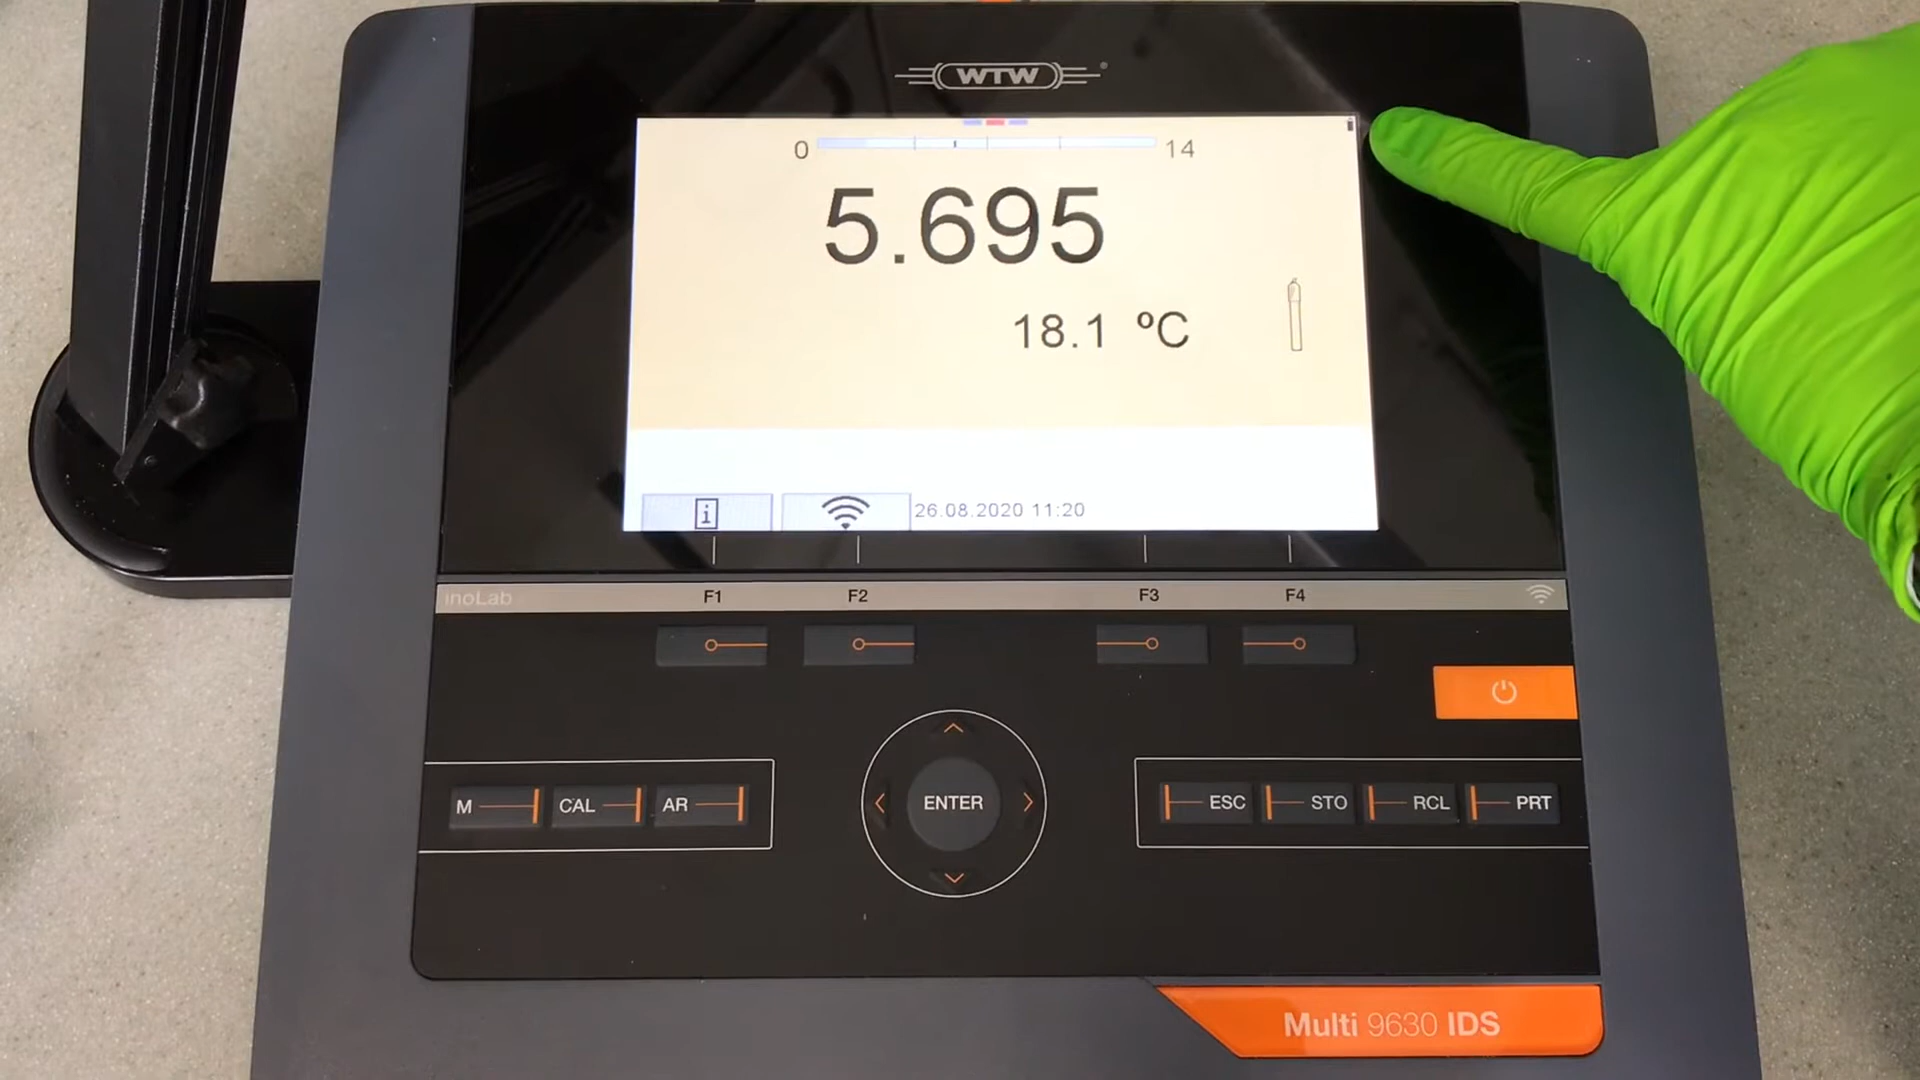 WTW
0 14
5.695
18.1 °C
i 26.08.2020 11:20
inoLab F1 F2 F3 F4
M CAL AR ENTER ESC STO RCL PRT
Multi 9630 IDS